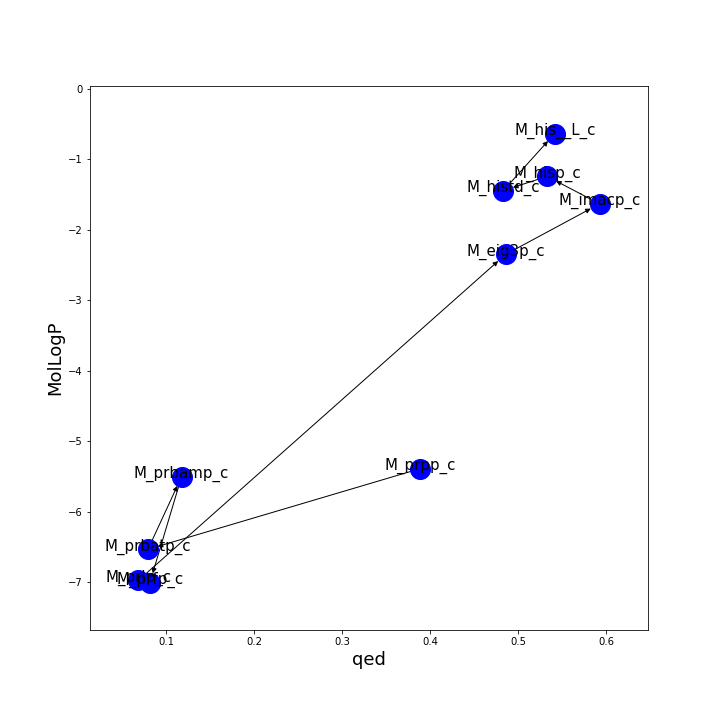 M_his__L_c
M_hisp_c
M_histd_c
M_imacp_c
M_eig3p_c
M_prpp_c
M_prbamp_c
M_prbatp_c
0
−1
−2
−3
−4
−5
−6
−7
0.1
0.2
0.3
0.4
0.5
0.6
qed
MolLogP